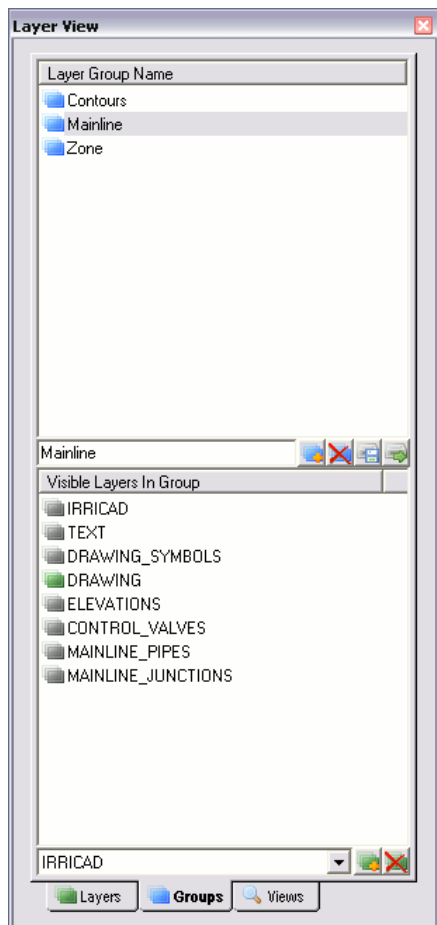 Layer View
Layer Group Name
Contours
Mainline
Zone
Mainline
Visible Layers In Group
IRRICAD
TEXT
DRAWING_SYMBOLS
DRAWING
ELEVATIONS
CONTROL_VALVES
MAINLINE_PIPES
MAINLINE_JUNCTIONS
IRRICAD
Layers Groups Views